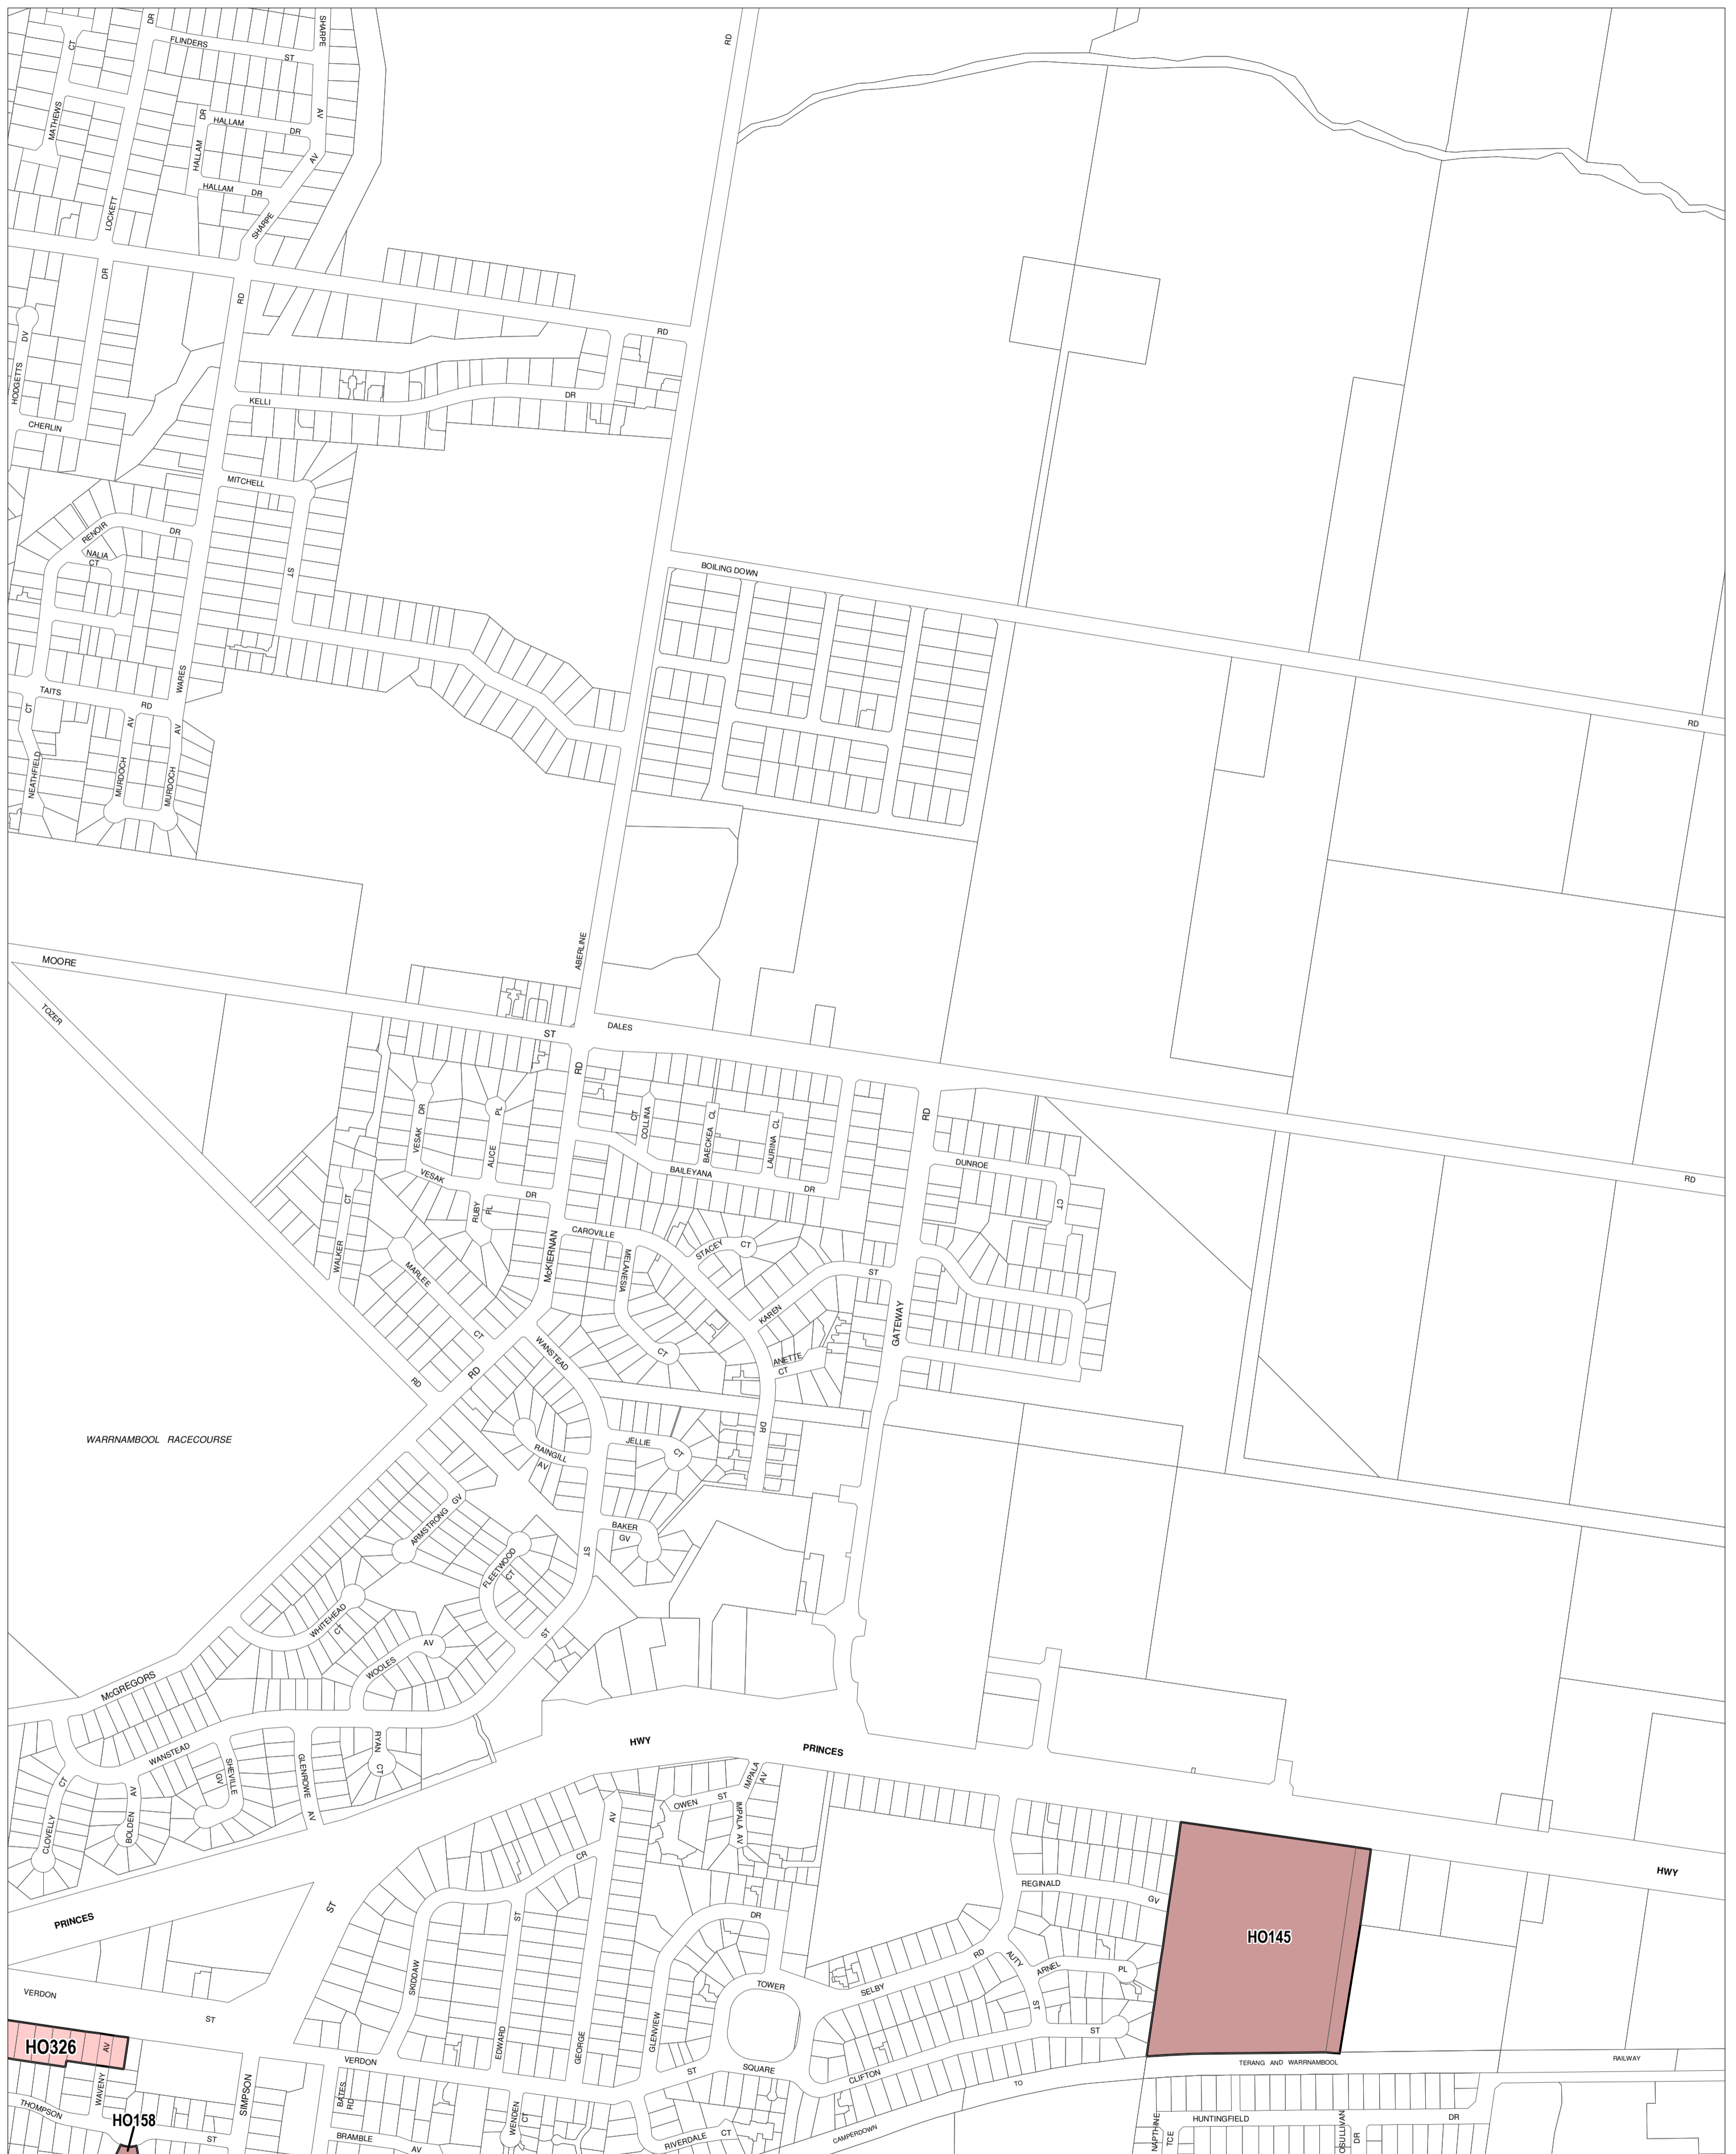 DR
SHARPE
RD
CT
FLINDERS
ST
MATHEWS
DR
AV
HALLAM
DR
HALLAM
AV
HALLAM
DR
LOCKETT
SHARPE
DR
RD
RD
DV
HODGETTS
KELLI
DR
CHERLIN
MITCHELL
RENOIR
DR
NALIA
CT
ST
BOILING DOWN
WARES
TAITS
RD
CT
AV
AV
RD
NEATHFIELD
MURDOCH
MURDOCH
ABERLINE
MOORE
TOZER
ST
DALES
RD
DR
PL
CT
COLLINA
BAECKEA
CL
LAURINA
CL
RD
VESAK
ALICE
DUNROE
VESAK
BAILEYANA
RD
CT
DR
DR
CT
RUBY
PL
WALKER
CAROVILLE
McKIERNAN
MELANESIA
STACEY
CT
MARLEE
ST
KAREN
GATEWAY
CT
WANSTEAD
CT
ANETTE
CT
RD
RD
WARRNAMBOOL RACECOURSE
JELLIE
CT
DR
RAINGILL
AV
GV
ARMSTRONG
BAKER
GV
ST
FLEETWOOD
CT
WHITEHEAD
CT
ST
AV
WOOLES
McGREGORS
HWY
PRINCES
WANSTEAD
RYAN
CT
SHEVILLE
GV
GLENROWE
AV
CT
AV
CLOVELLY
BOLDEN
IMPALA
AV
OWEN
ST
IMPALA AV
AV
CR
HWY
REGINALD
GV
PRINCES
ST
ST
DR
HO145
SKIDDAW
RD
AUTY
ARNEL
PL
TOWER
SELBY
VERDON
ST
ST
ST
HO326
AV
GLENVIEW
EDWARD
GEORGE
VERDON
ST
SQUARE
CLIFTON
TO
TERANG AND WARRNAMBOOL
RAILWAY
WAVENY
SIMPSON
BATES
RD
THOMPSON
HO158
ST
WENDEN
CT
BRAMBLE
AV
RIVERDALE
CT
CAMPERDOWN
NAPTHINE
TCE
HUNTINGFIELD
OSULLIVAN
DR
DR